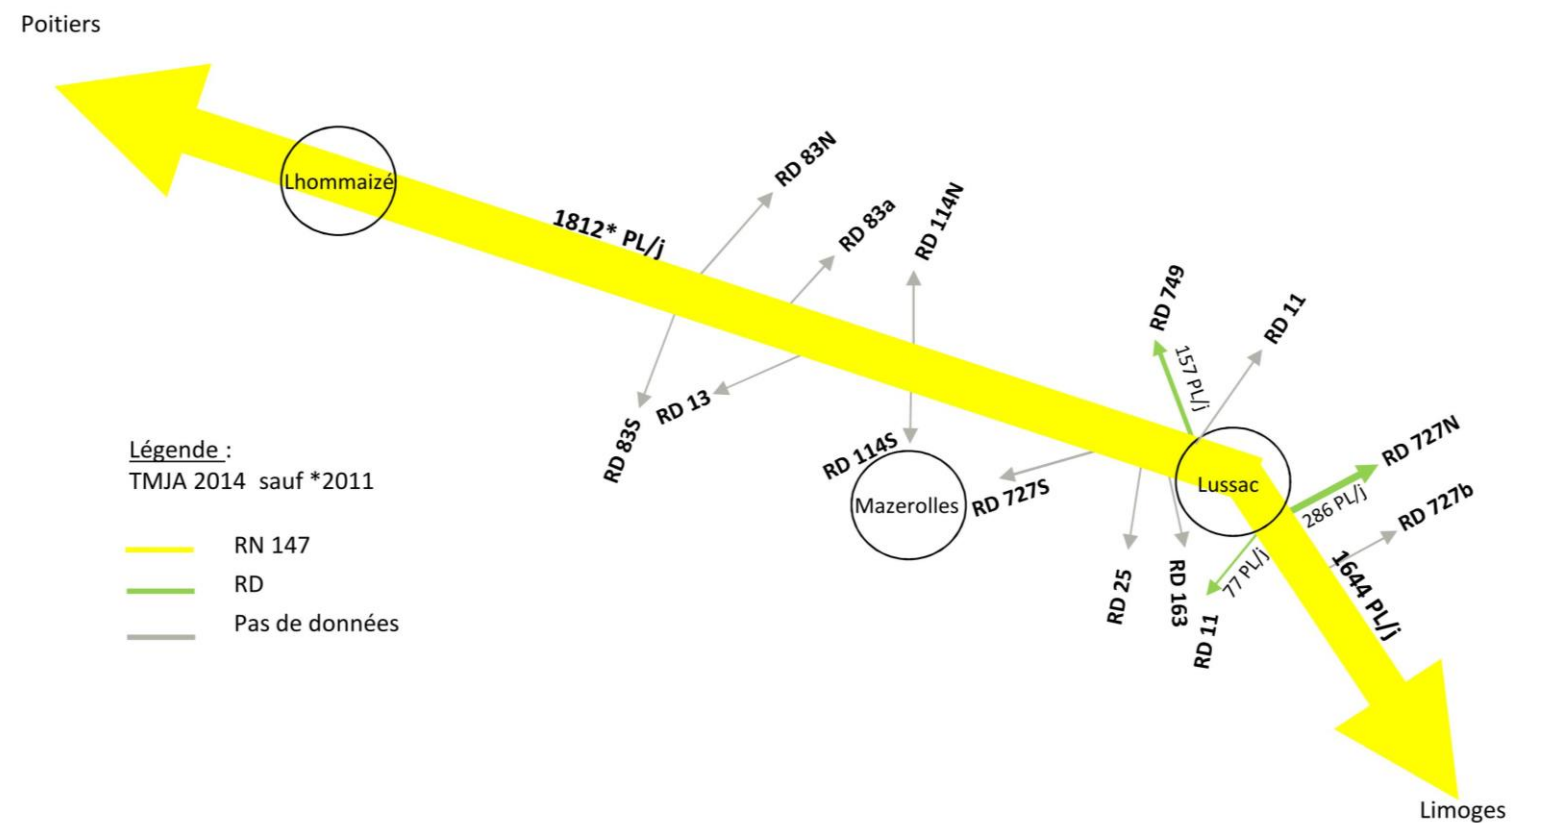 Poitiers
RD 83N
Lhommaizé
RD 83a
RD 114N
1812* PL/j
RD 749
RD 11
157 PL/j
RD 13
RD 83S
RD 114S
RD 727N
Légende :
TMJA 2014 sauf *2011
Lussac
Mazerolles
RD 727S
286 PL/j
RD 727b
RN 147
RD
Pas de données
RD 25
RD 163
RD 11
77 PL/j
1644 PL/j
Limoges